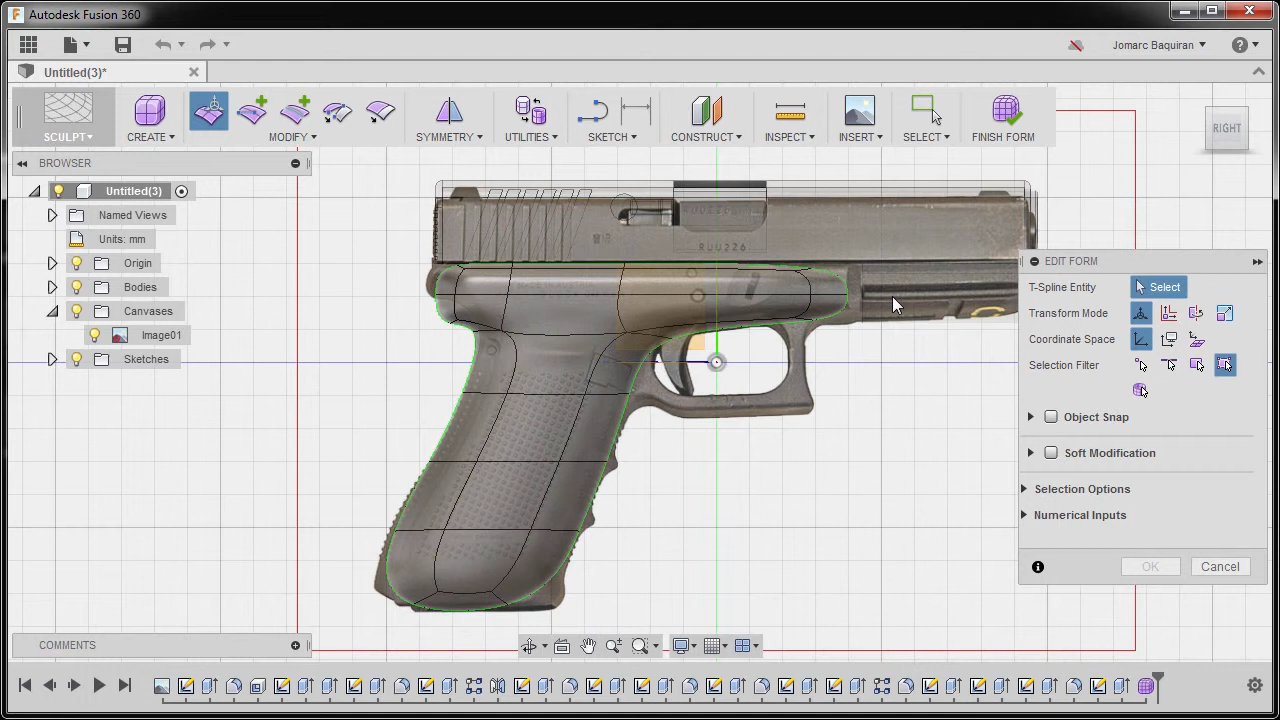 Autodesk Fusion 360
Jomarc Baquiran
Untitled(3)*
SCULPT
CREATE
MODIFY
SYMMETRY
UTILITIES
SKETCH
CONSTRUCT
INSPECT
INSERT
SELECT
FINISH FORM
RIGHT
BROWSER
Untitled(3)
Named Views
Units: mm
Origin
Bodies
Canvases
Image01
Sketches
RUU226
EDIT FORM
T-Spline Entity
Select
Transform Mode
Coordinate Space
Selection Filter
Object Snap
Soft Modification
Selection Options
Numerical Inputs
OK
Cancel
COMMENTS